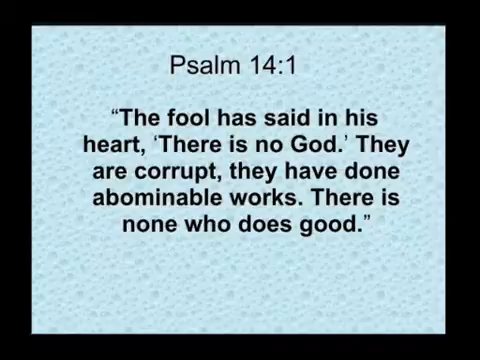 Psalm 14:1
“The fool has said in his
heart, ‘There is no God.’ They
are corrupt, they have done
abominable works. There is
none who does good.”